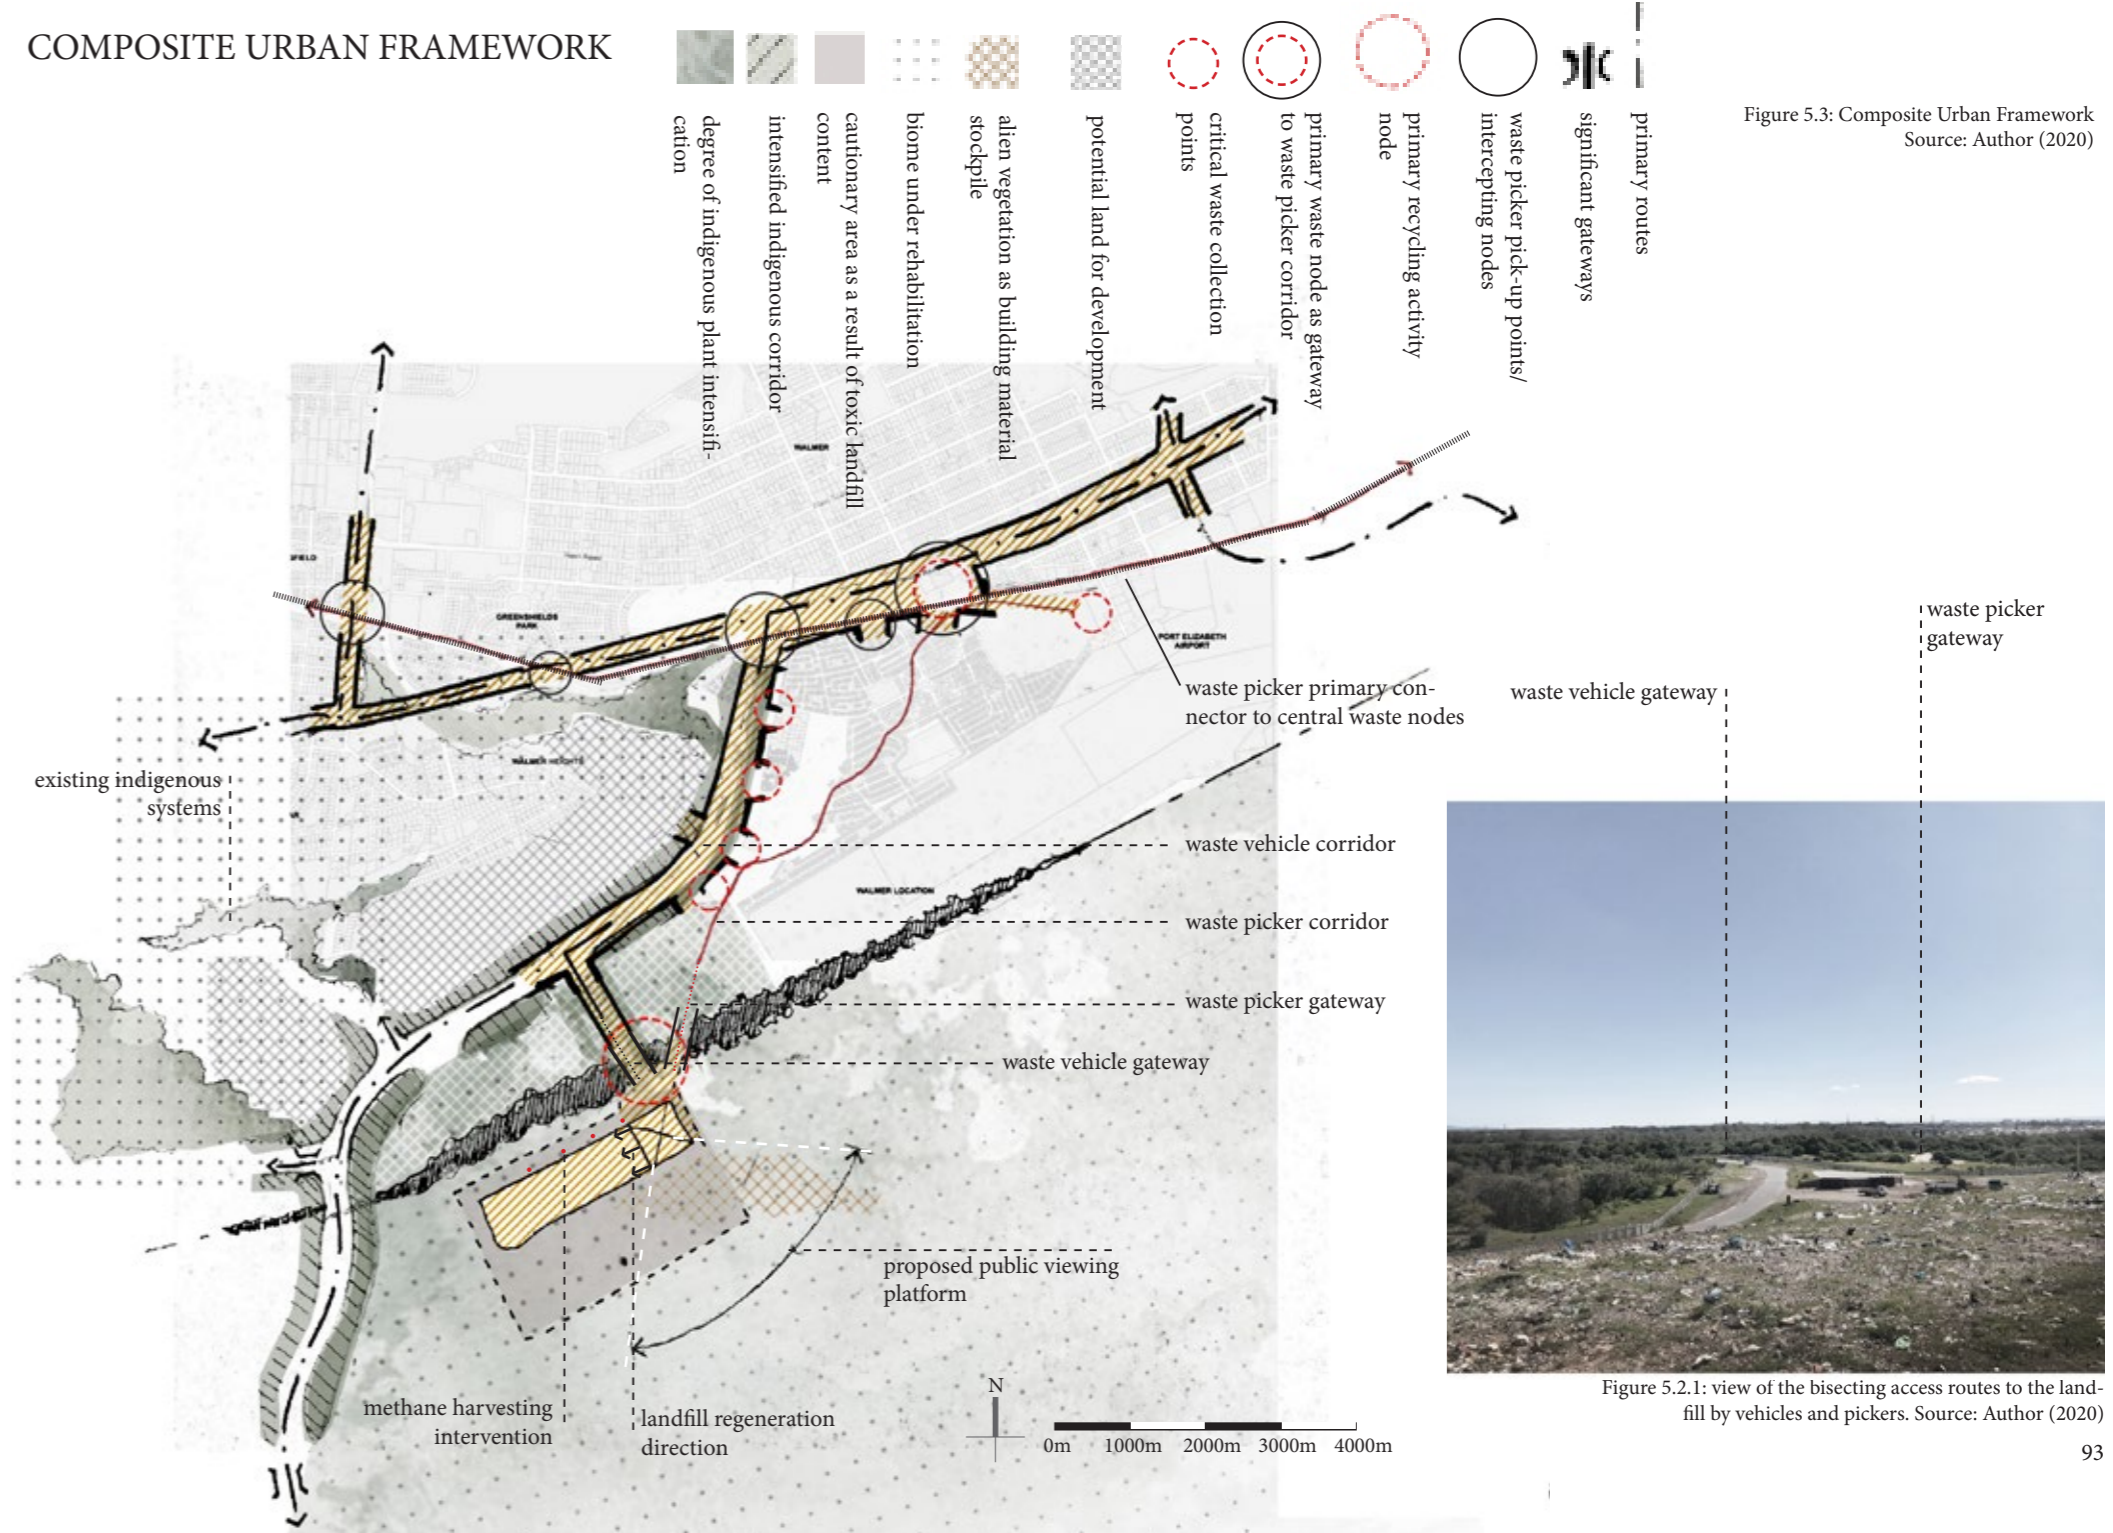 COMPOSITE URBAN FRAMEWORK
degree of indigenous plant intensifi-
cation
intensified indigenous corridor
cautionary area as a result of toxic landfill
content
biome under rehabilitation
alien vegetation as building material
stockpile
potential land for development
critical waste collection
points
primary waste node as gateway
to waste picker corridor
primary recycling activity
node
waste picker pick-up points/
intercepting nodes
significant gateways
primary routes
Figure 5.3: Composite Urban Framework
Source: Author (2020)
WALMER
GREENSHIELDS
PARK
PORT ELIZABETH
AIRPORT
WALMER HEIGHTS
WALMER LOCATION
waste picker primary con-
nector to central waste nodes
existing indigenous
systems
waste vehicle corridor
waste picker corridor
waste picker gateway
waste vehicle gateway
proposed public viewing
platform
methane harvesting
intervention
landfill regeneration
direction
N
0m 1000m 2000m 3000m 4000m
waste picker
gateway
waste vehicle gateway
Figure 5.2.1: view of the bisecting access routes to the land-
fill by vehicles and pickers. Source: Author (2020)
93